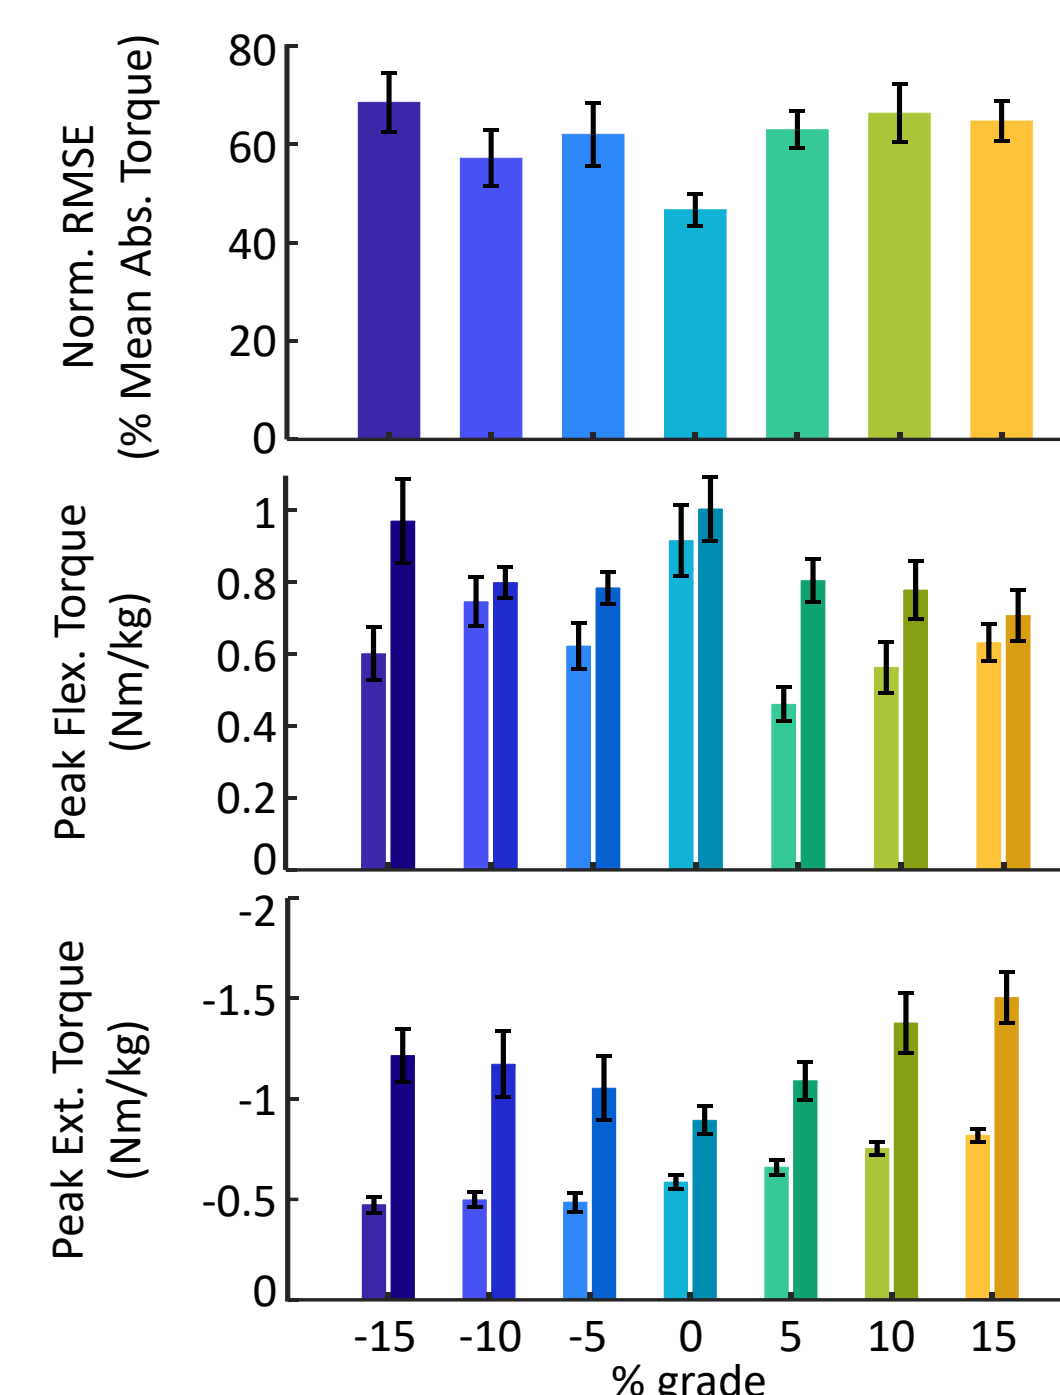 Norm. RMSE
(% Mean Abs. Torque)
80
60
40
20
0
Peak Flex. Torque
(Nm/kg)
1
0.8
0.6
0.4
0.2
0
Peak Ext. Torque
(Nm/kg)
-2
-1.5
-1
-0.5
0
-15 -10 -5 0 5 10 15
% grade